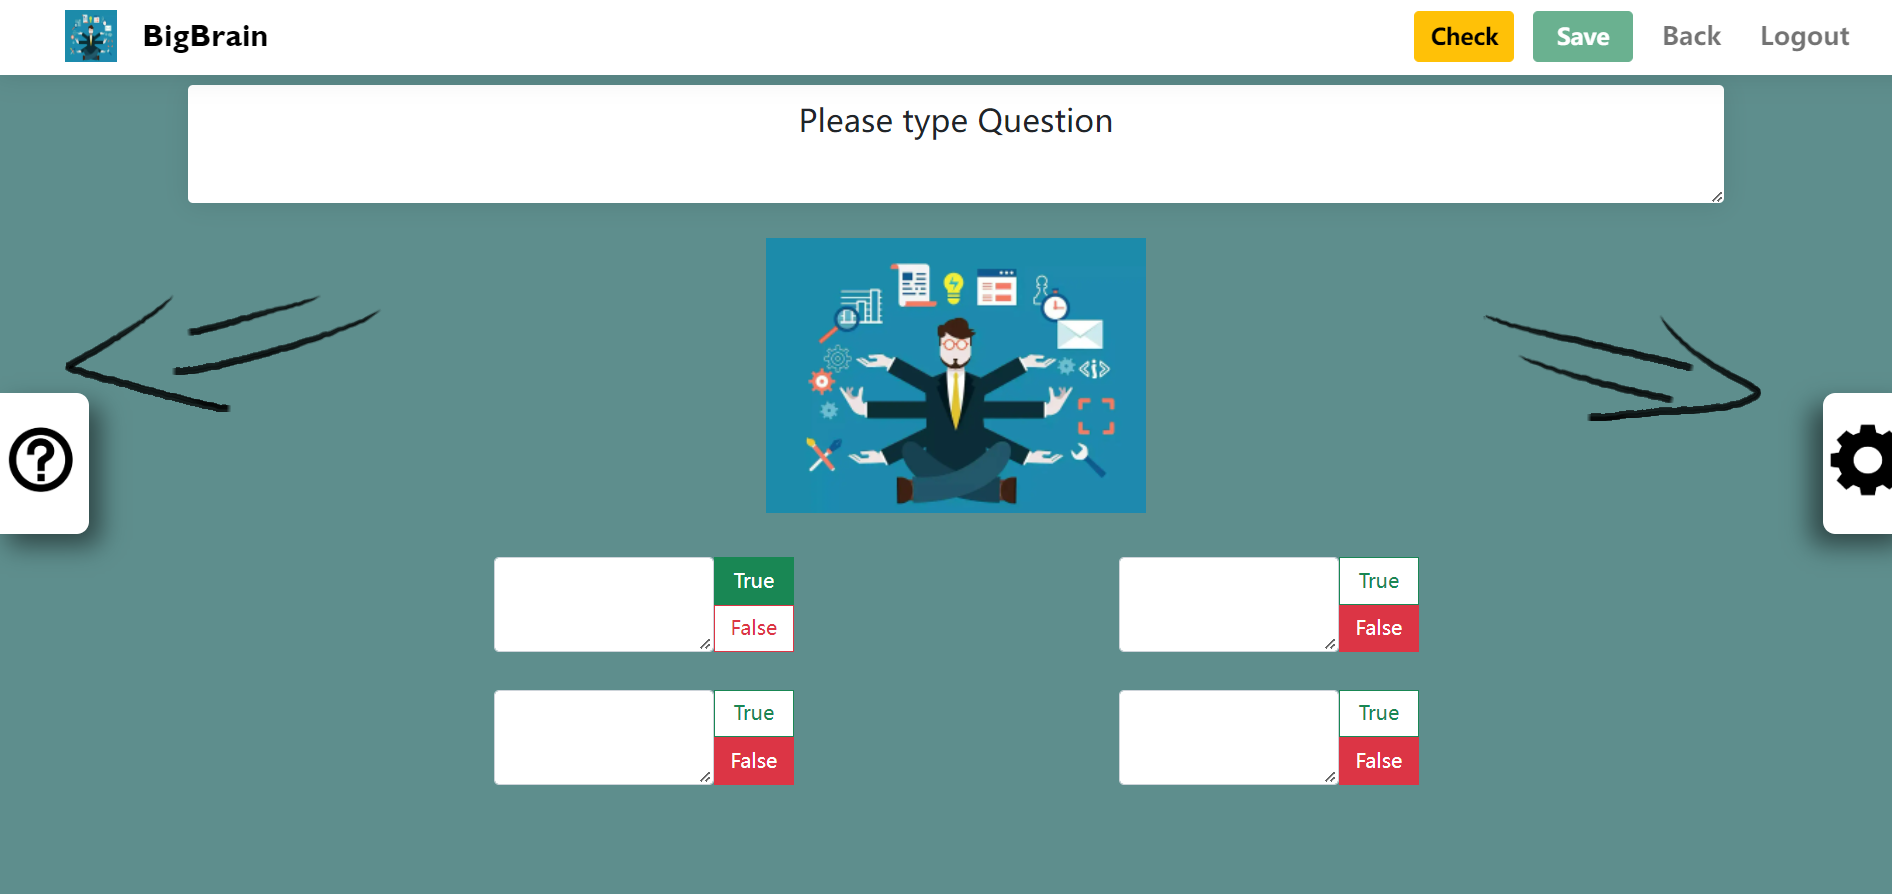 BigBrain
Check Save Back Logout
Please type Question
True True
False False
True True
False False